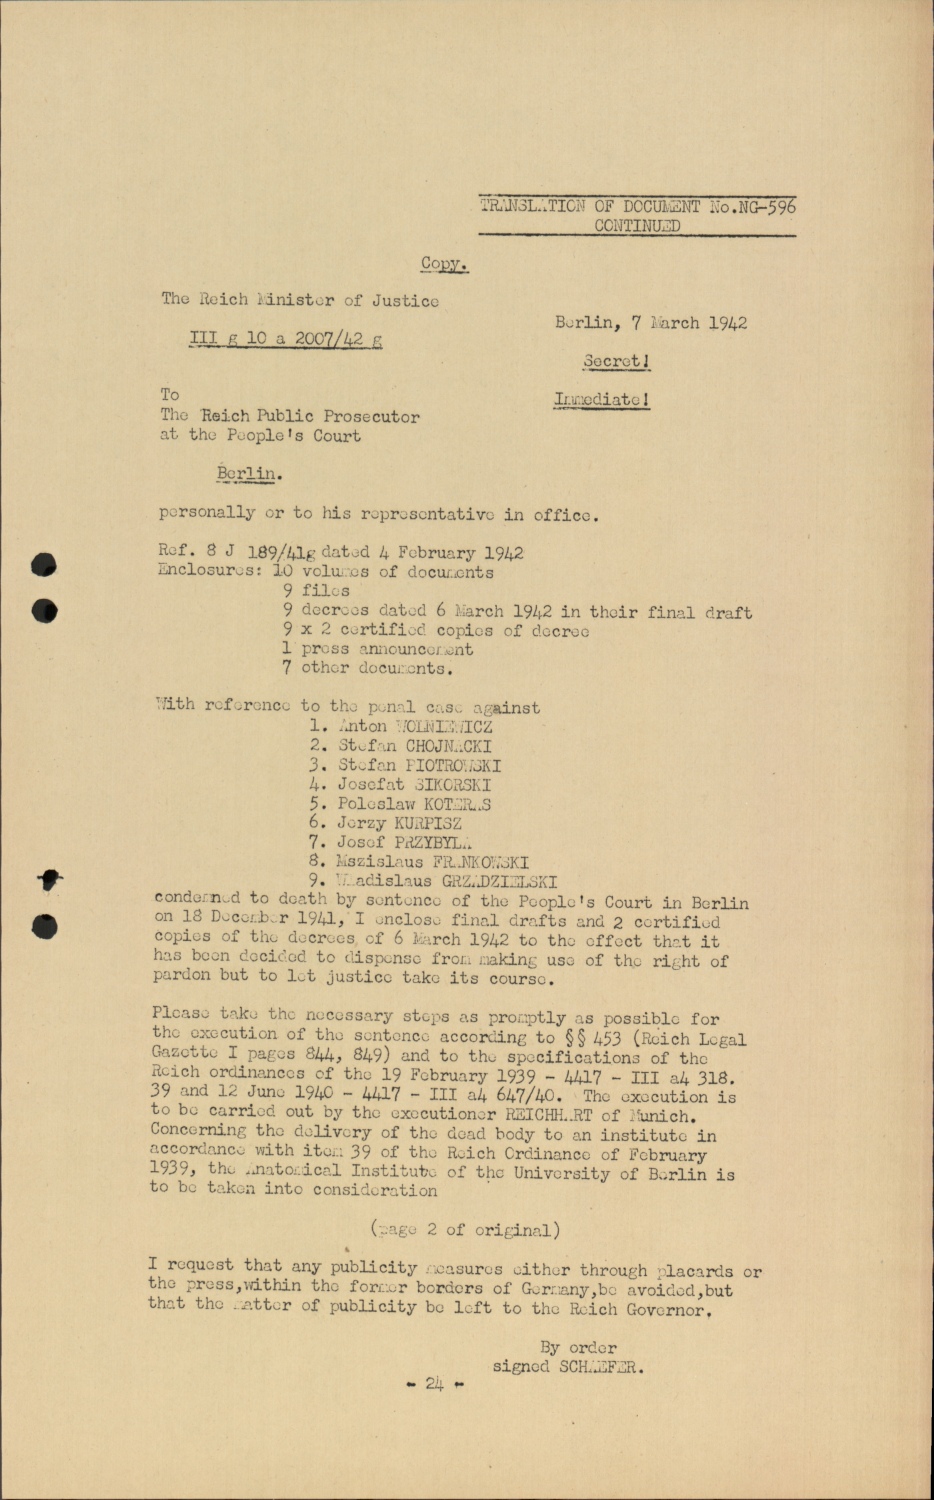 TRANSLATION OF DOCUMENT No.NG-596
CONTINUED
Copy.
The Reich Minister of Justice
Berlin, 7 March 1942
III g 10 a 2007/42 g
Secret!
To
Immediate!
The Reich Public Prosecutor
at the People's Court
Berlin.
personally or to his representative in office.
Ref. 8 J 189/41g dated 4 February 1942
Enclosures: 10 volumes of documents
9 files
9 decrees dated 6 March 1942 in their final draft
9 x 2 certified copies of decree
1 press announcement
7 other documents.
With reference to the penal case against
1. Anton WOLNIEWICZ
2. Stefan CHOJNACKI
3. Stefan PIOTROWSKI
4. Josefat SIKORSKI
5. Poleslaw KOTERAS
6. Jerzy KURPISZ
7. Josef PRZYBYLA
8. Mszislaus FRANKOWSKI
9. Wladislaus GRZADZIELSKI
condemned to death by sentence of the People's Court in Berlin
on 18 December 1941, I enclose final drafts and 2 certified
copies of the decrees of 6 March 1942 to the effect that it
has been decided to dispense from making use of the right of
pardon but to let justice take its course.
Please take the necessary steps as promptly as possible for
the execution of the sentence according to §§ 453 (Reich Legal
Gazette I pages 844, 849) and to the specifications of the
Reich ordinances of the 19 February 1939 - 4417 - III a4 318.
39 and 12 June 1940 - 4417 - III a4 647/40. The execution is
to be carried out by the executioner REICHHART of Munich.
Concerning the delivery of the dead body to an institute in
accordance with item 39 of the Reich Ordinance of February
1939, the Anatomical Institute of the University of Berlin is
to be taken into consideration
(page 2 of original)
I request that any publicity measures either through placards or
the press,within the former borders of Germany,be avoided,but
that the matter of publicity be left to the Reich Governor.
By order
signed SCHAEFER.
- 24 -